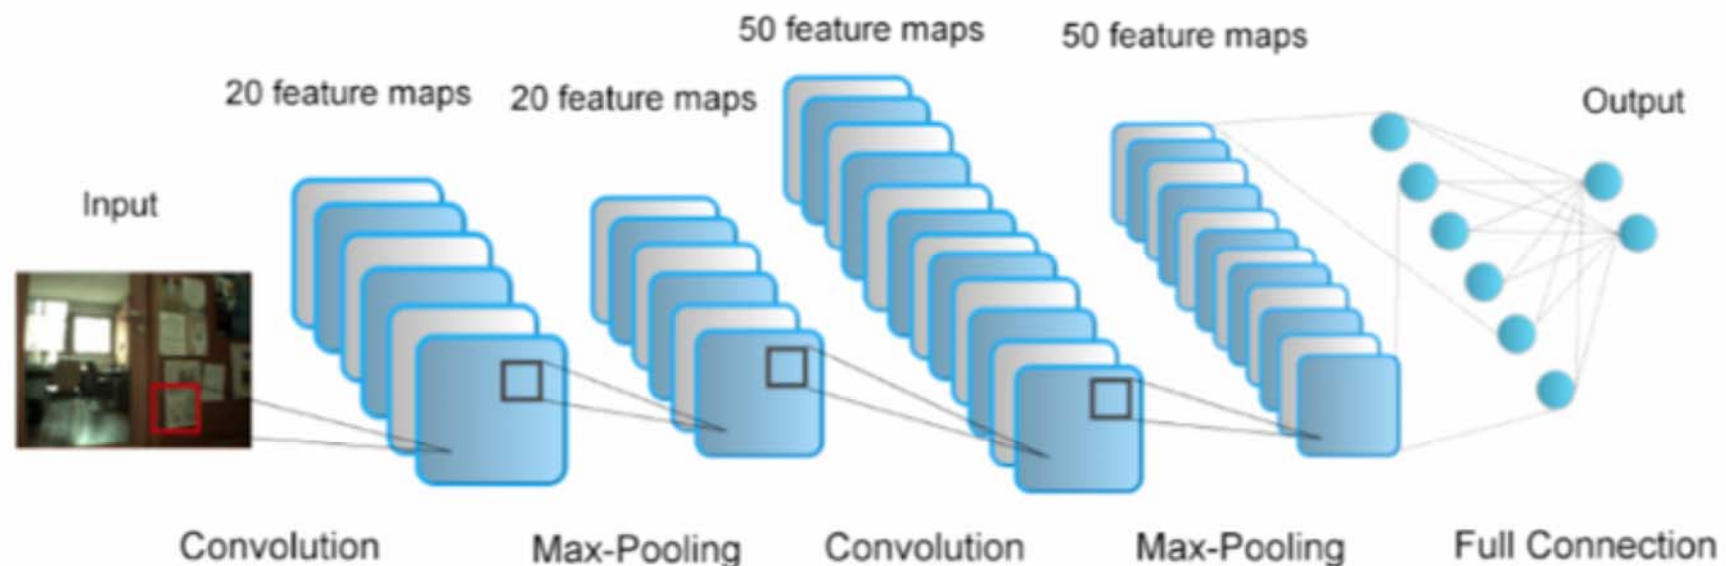 50 feature maps
50 feature maps
20 feature maps
20 feature maps
Output
Input
Convolution
Max-Pooling
Convolution
Max-Pooling
Full Connection